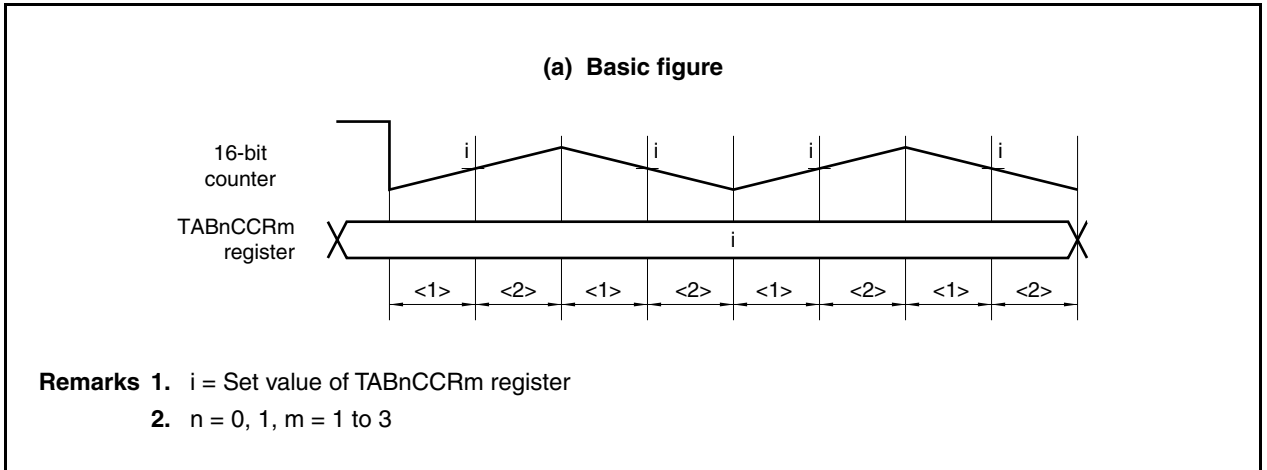 (a) Basic figure
16-bit
counter
i i i i
TABnCCRm
register
i
<1> <2> <1> <2> <1> <2> <1> <2>
Remarks 1. i = Set value of TABnCCRm register
2. n = 0, 1, m = 1 to 3